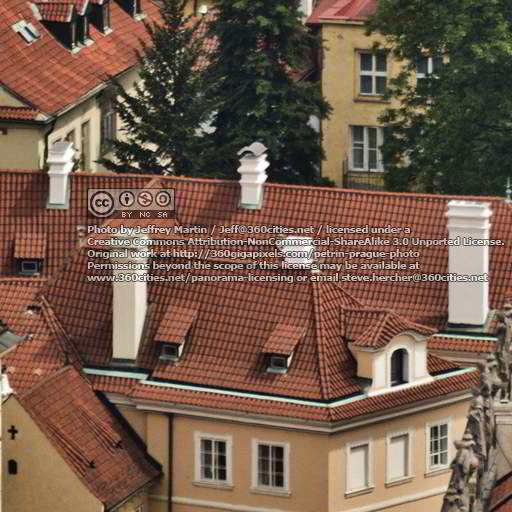 cc
BY NC SA
Photo by Jeffrey Martin / Jeff@360cities.net / licensed under a
Creative Commons Attribution-NonCommercial-ShareAlike 3.0 Unported License.
Original work at http://360gigapixels.com/petrin-prague-photo
Permissions beyond the scope of this license may be available at
www.360cities.net/panorama-licensing or email steve.hercher@360cities.net